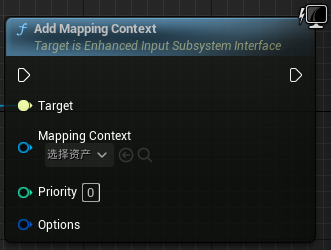 Add Mapping Context
Target is Enhanced Input Subsystem Interface
Target
Mapping Context
选择资产
Priority 0
Options